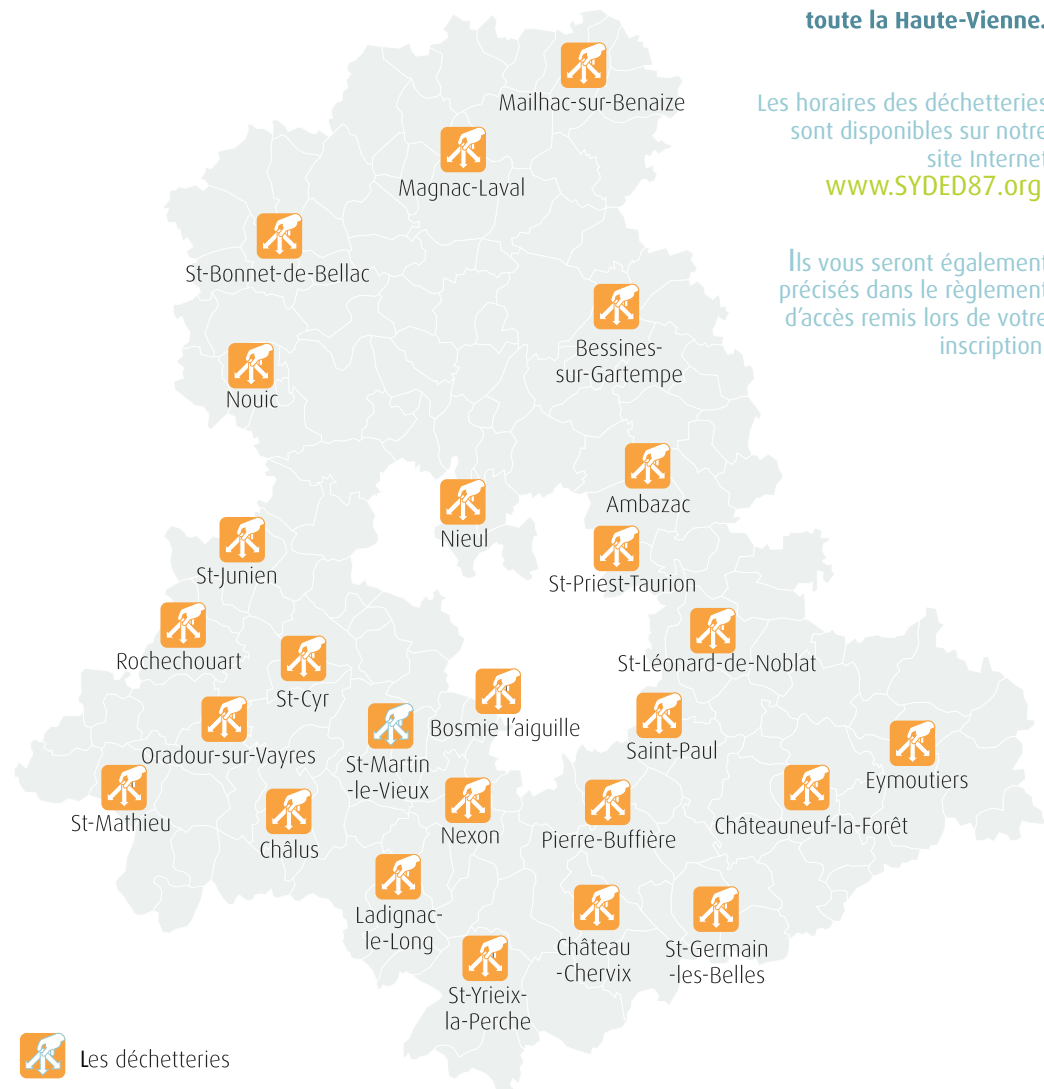 toute la Haute-Vienne.
Les horaires des déchetteries
sont disponibles sur notre
site Internet
www.SYDED87.org
Ils vous seront également
précisés dans le règlement
d'accès remis lors de votre
inscription
Mailhac-sur-Benaize
Magnac-Laval
St-Bonnet-de-Bellac
Bessines-
sur-Gartempe
Nouic
Ambazac
Nieul
St-Priest-Taurion
St-Junien
Rochechouart
St-Léonard-de-Noblat
St-Cyr
Bosmie l'aiguille
Saint-Paul
Oradour-sur-Vayres
St-Martin
-le-Vieux
Eymoutiers
St-Mathieu
Châlus
Nexon
Pierre-Buffière
Châteauneuf-la-Forêt
Ladignac-
le-Long
Château
-Chervix
St-Germain
-les-Belles
St-Yrieix-
la-Perche
Les déchetteries